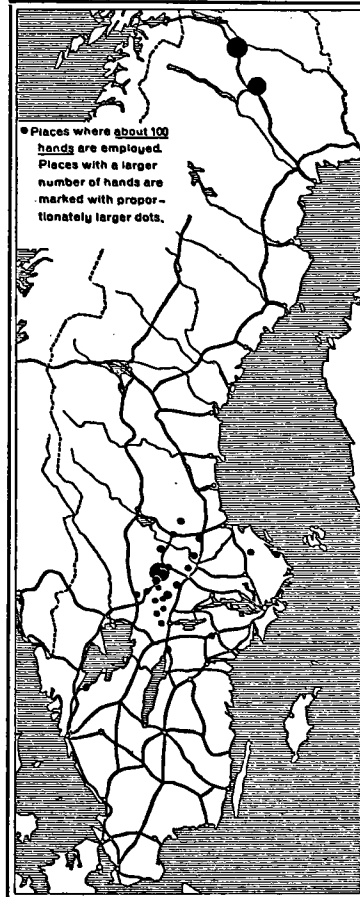 Places where about 100
hands are employed.
Places with a larger
number of hands are
marked with propor-
tionately larger dots.